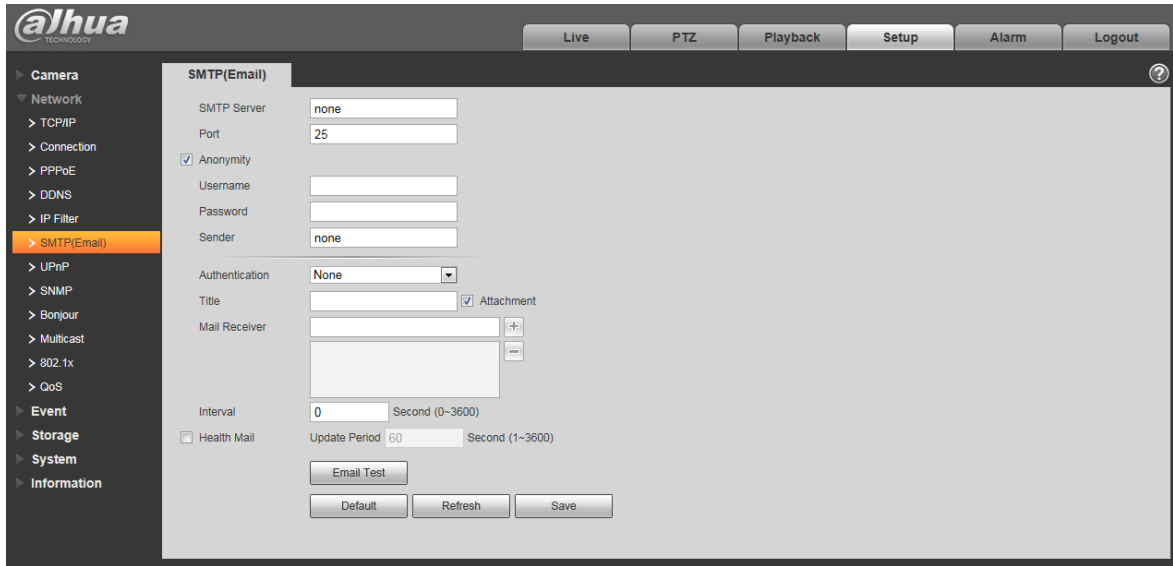 alhua
TECHNOLOGY
Live PTZ Playback Setup Alarm Logout
Camera
Network
> TCP/IP
> Connection
> PPPoE
> DDNS
> IP Filter
> SMTP(Email)
> UPnP
> SNMP
> Bonjour
> Multicast
> 802.1x
> QoS
Event
Storage
System
Information
SMTP(Email) ?
SMTP Server none
Port 25
Anonymity
Username
Password
Sender none
Authentication None
Title Attachment
Mail Receiver
Interval 0 Second (0~3600)
Health Mail Update Period 60 Second (1~3600)
Email Test
Default Refresh Save